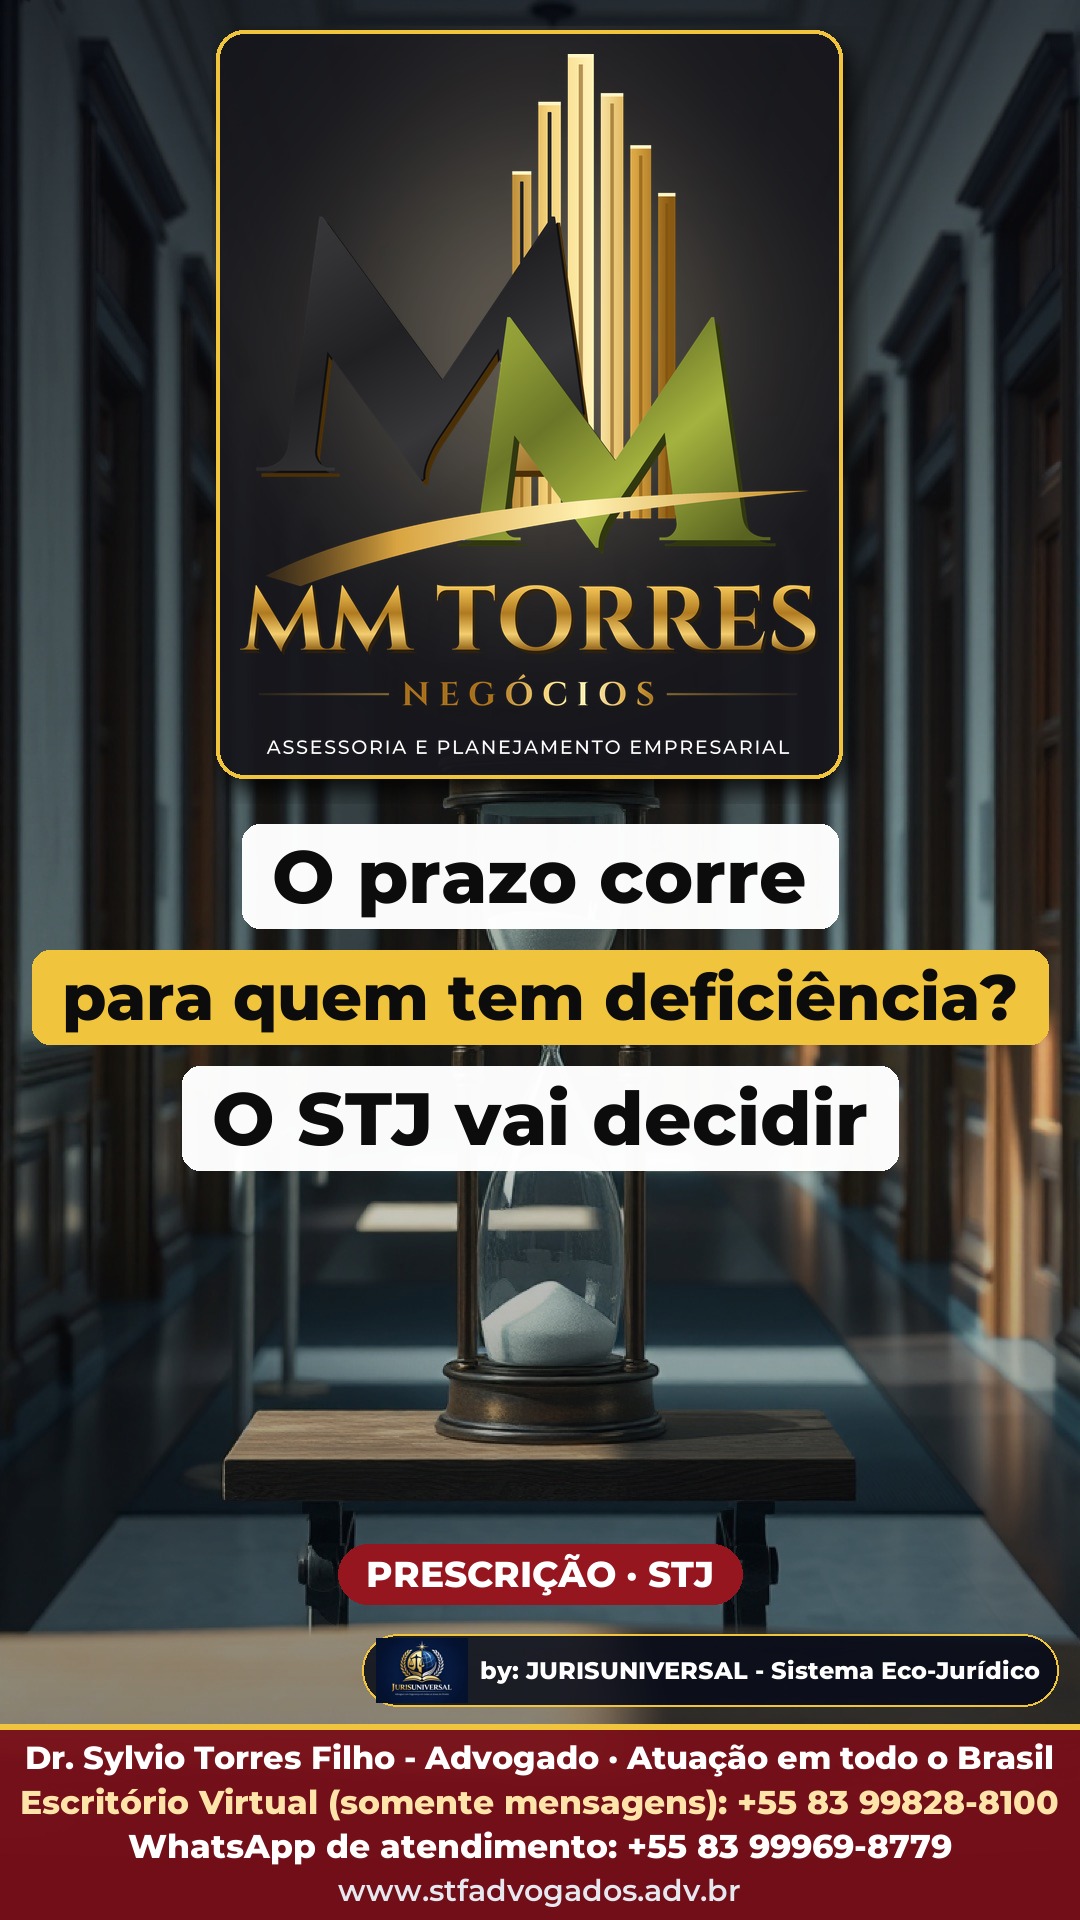 MM TORRES
NEGÓCIOS
ASSESSORIA E PLANEJAMENTO EMPRESARIAL
O prazo corre
para quem tem deficiência?
O STJ vai decidir
PRESCRIÇÃO • STJ
JURISUNIVERSAL
by: JURISUNIVERSAL - Sistema Eco-Jurídico
Dr. Sylvio Torres Filho - Advogado • Atuação em todo o Brasil
Escritório Virtual (somente mensagens): +55 83 99828-8100
WhatsApp de atendimento: +55 83 99969-8779
www.stfadvogados.adv.br